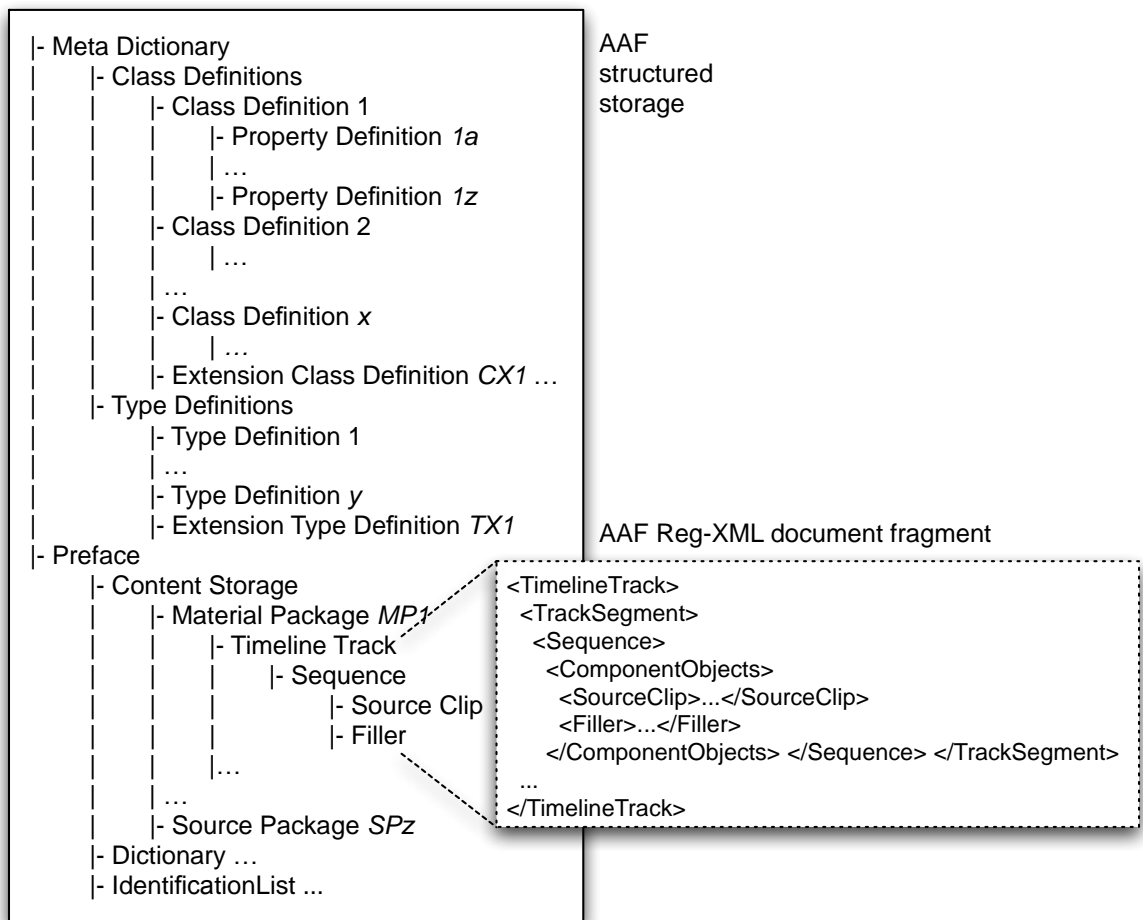 |- Meta Dictionary
| |- Class Definitions
| | |- Class Definition 1
| | | |- Property Definition 1a
| | | | …
| | | |- Property Definition 1z
| | |- Class Definition 2
| | | | …
| | | …
| | |- Class Definition x
| | | | …
| | |- Extension Class Definition CX1 …
| |- Type Definitions
| |- Type Definition 1
| | …
| |- Type Definition y
| |- Extension Type Definition TX1
|- Preface
|- Content Storage
| |- Material Package MP1
| | |- Timeline Track
| | | |- Sequence
| | | |- Source Clip
| | | |- Filler
| | |…
| | …
| |- Source Package SPz
|- Dictionary …
|- IdentificationList ...
AAF
structured
storage
AAF Reg-XML document fragment
<TimelineTrack>
<TrackSegment>
<Sequence>
<ComponentObjects>
<SourceClip>...</SourceClip>
<Filler>...</Filler>
</ComponentObjects> </Sequence> </TrackSegment>
...
</TimelineTrack>